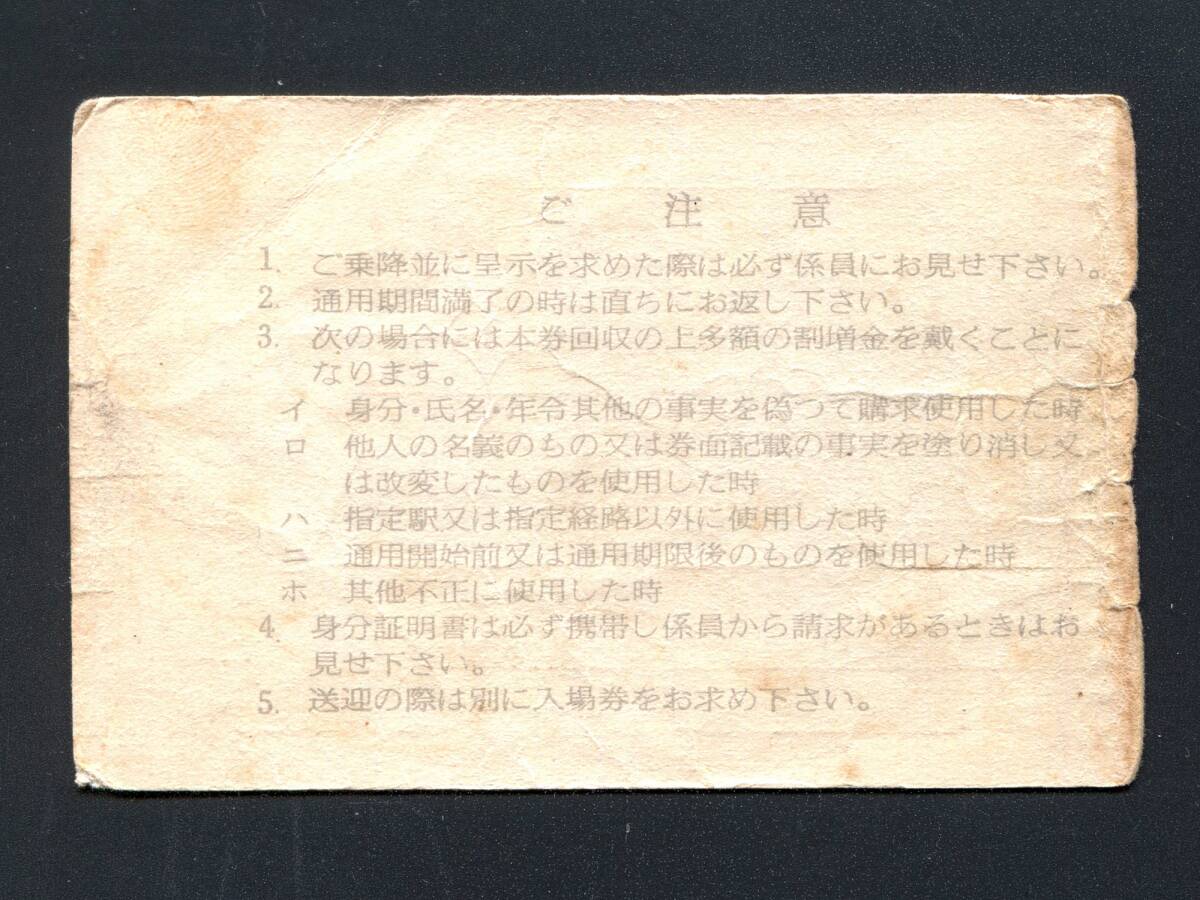 ご注意
1. ご乗降並に呈示を求めた際は必ず係員にお見せ下さい。
2. 通用期間満了の時は直ちにお返し下さい。
3. 次の場合には本券回収の上多額の割増金を戴くことに
なります。
イ 身分・氏名・年令其他の事実を偽つて購求使用した時
ロ 他人の名義のもの又は券面記載の事実を塗り消し又
は改変したものを使用した時
ハ 指定駅又は指定経路以外に使用した時
ニ 通用開始前又は通用期限後のものを使用した時
ホ 其他不正に使用した時
4. 身分証明書は必ず携帯し係員から請求があるときはお
見せ下さい。
5. 送迎の際は別に入場券をお求め下さい。